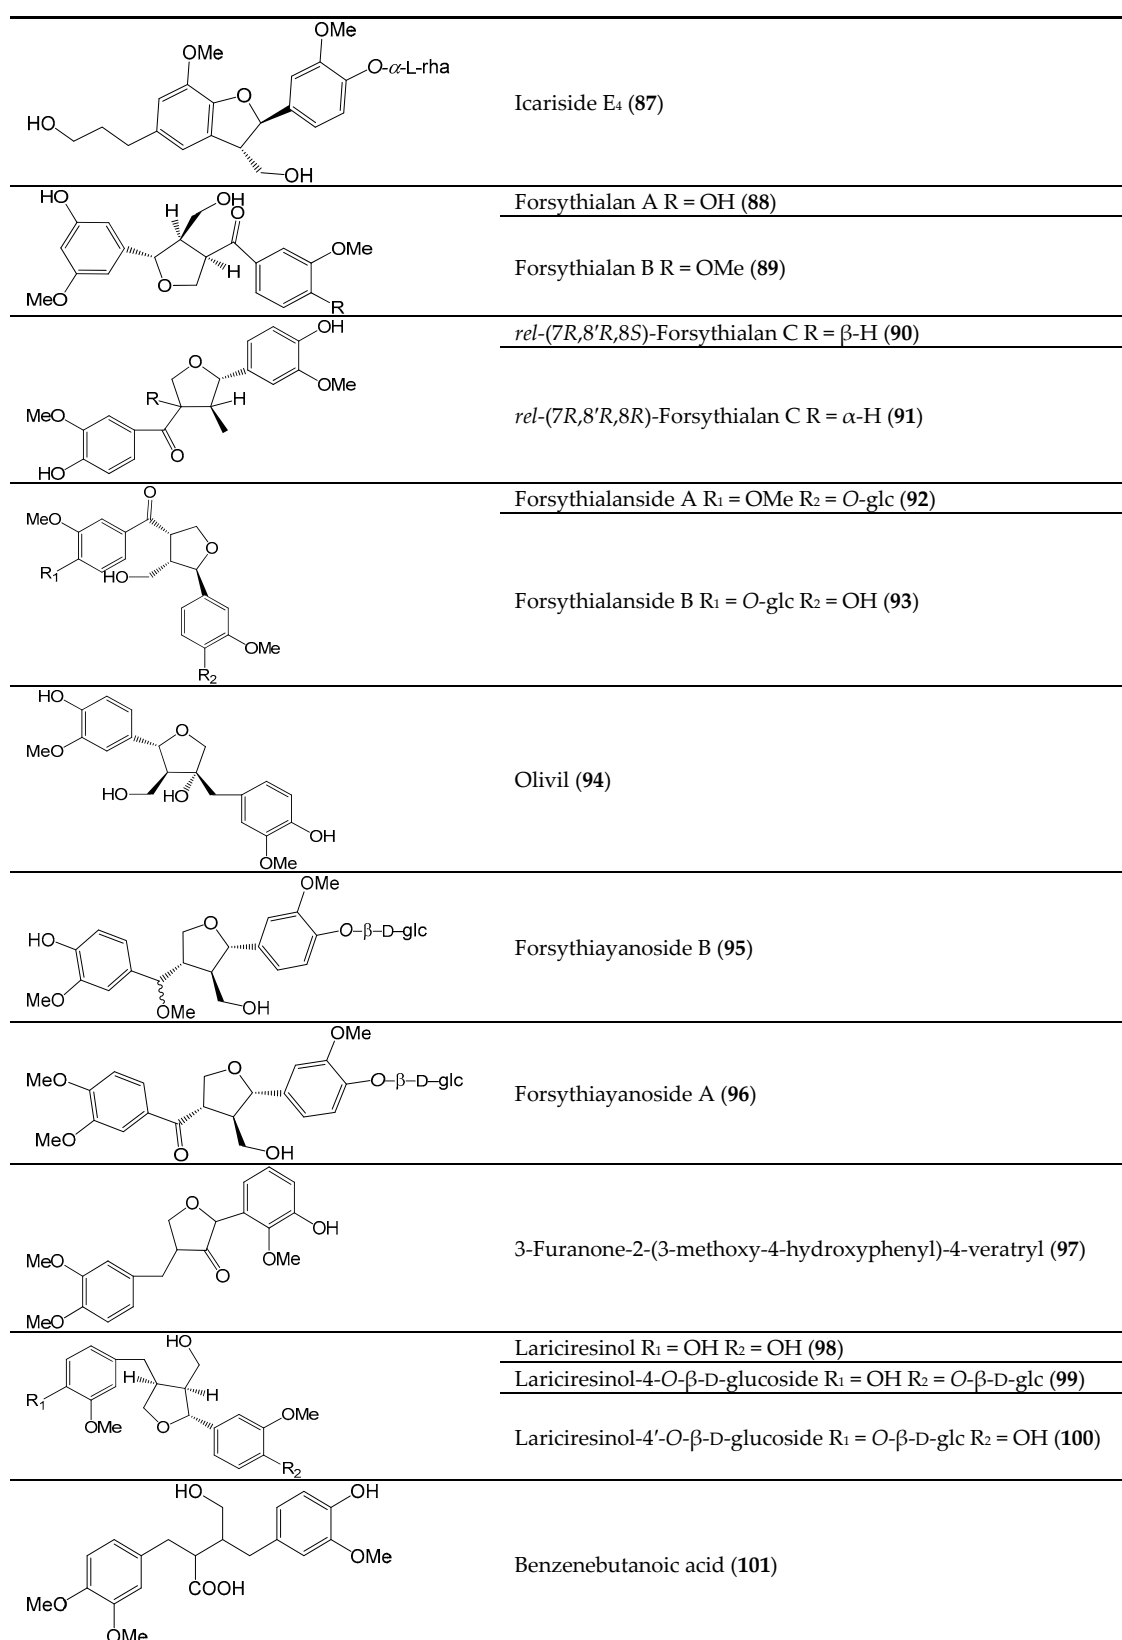 OMe
OMe
O-α-L-rha
O
HO
OH
Icariside E4 (87)
HO
H
OH
O
OMe
H
O
MeO
R
Forsythialan A R = OH (88)
Forsythialan B R = OMe (89)
OH
O
OMe
R
H
MeO
O
HO
rel-(7R,8′R,8S)-Forsythialan C R = β-H (90)
rel-(7R,8′R,8R)-Forsythialan C R = α-H (91)
O
MeO
O
R1
HO
OMe
R2
Forsythialanside A R1 = OMe R2 = O-glc (92)
Forsythialanside B R1 = O-glc R2 = OH (93)
HO
O
MeO
HO
HO
OH
OMe
Olivil (94)
OMe
O
O-β-D-glc
HO
MeO
OMe
OH
Forsythiayanoside B (95)
OMe
O
O-β-D-glc
MeO
MeO
O
OH
Forsythiayanoside A (96)
O
OH
OMe
MeO
O
MeO
3-Furanone-2-(3-methoxy-4-hydroxyphenyl)-4-veratryl (97)
HO
H
H
R1
OMe
O
OMe
R2
Lariciresinol R1 = OH R2 = OH (98)
Lariciresinol-4-O-β-D-glucoside R1 = OH R2 = O-β-D-glc (99)
Lariciresinol-4′-O-β-D-glucoside R1 = O-β-D-glc R2 = OH (100)
HO
OH
OMe
COOH
MeO
OMe
Benzenebutanoic acid (101)